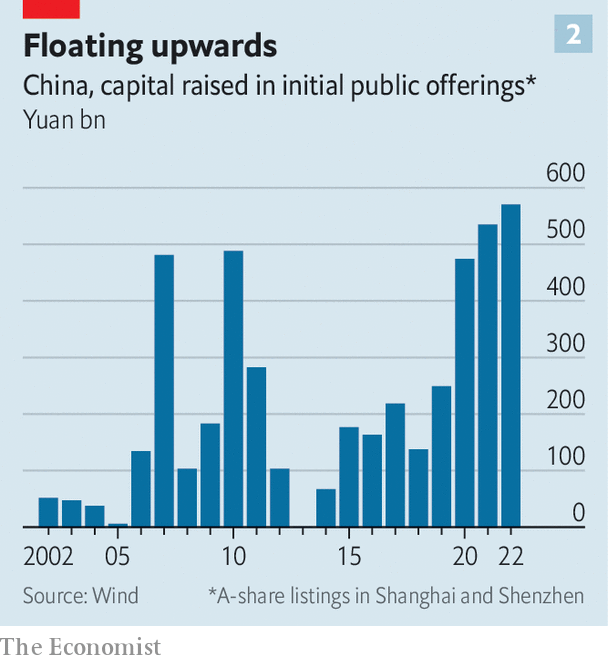 2
Floating upwards
China, capital raised in initial public offerings*
Yuan bn
600
500
400
300
200
100
0
2002 05 10 15 20 22
Source: Wind *A-share listings in Shanghai and Shenzhen
The Economist